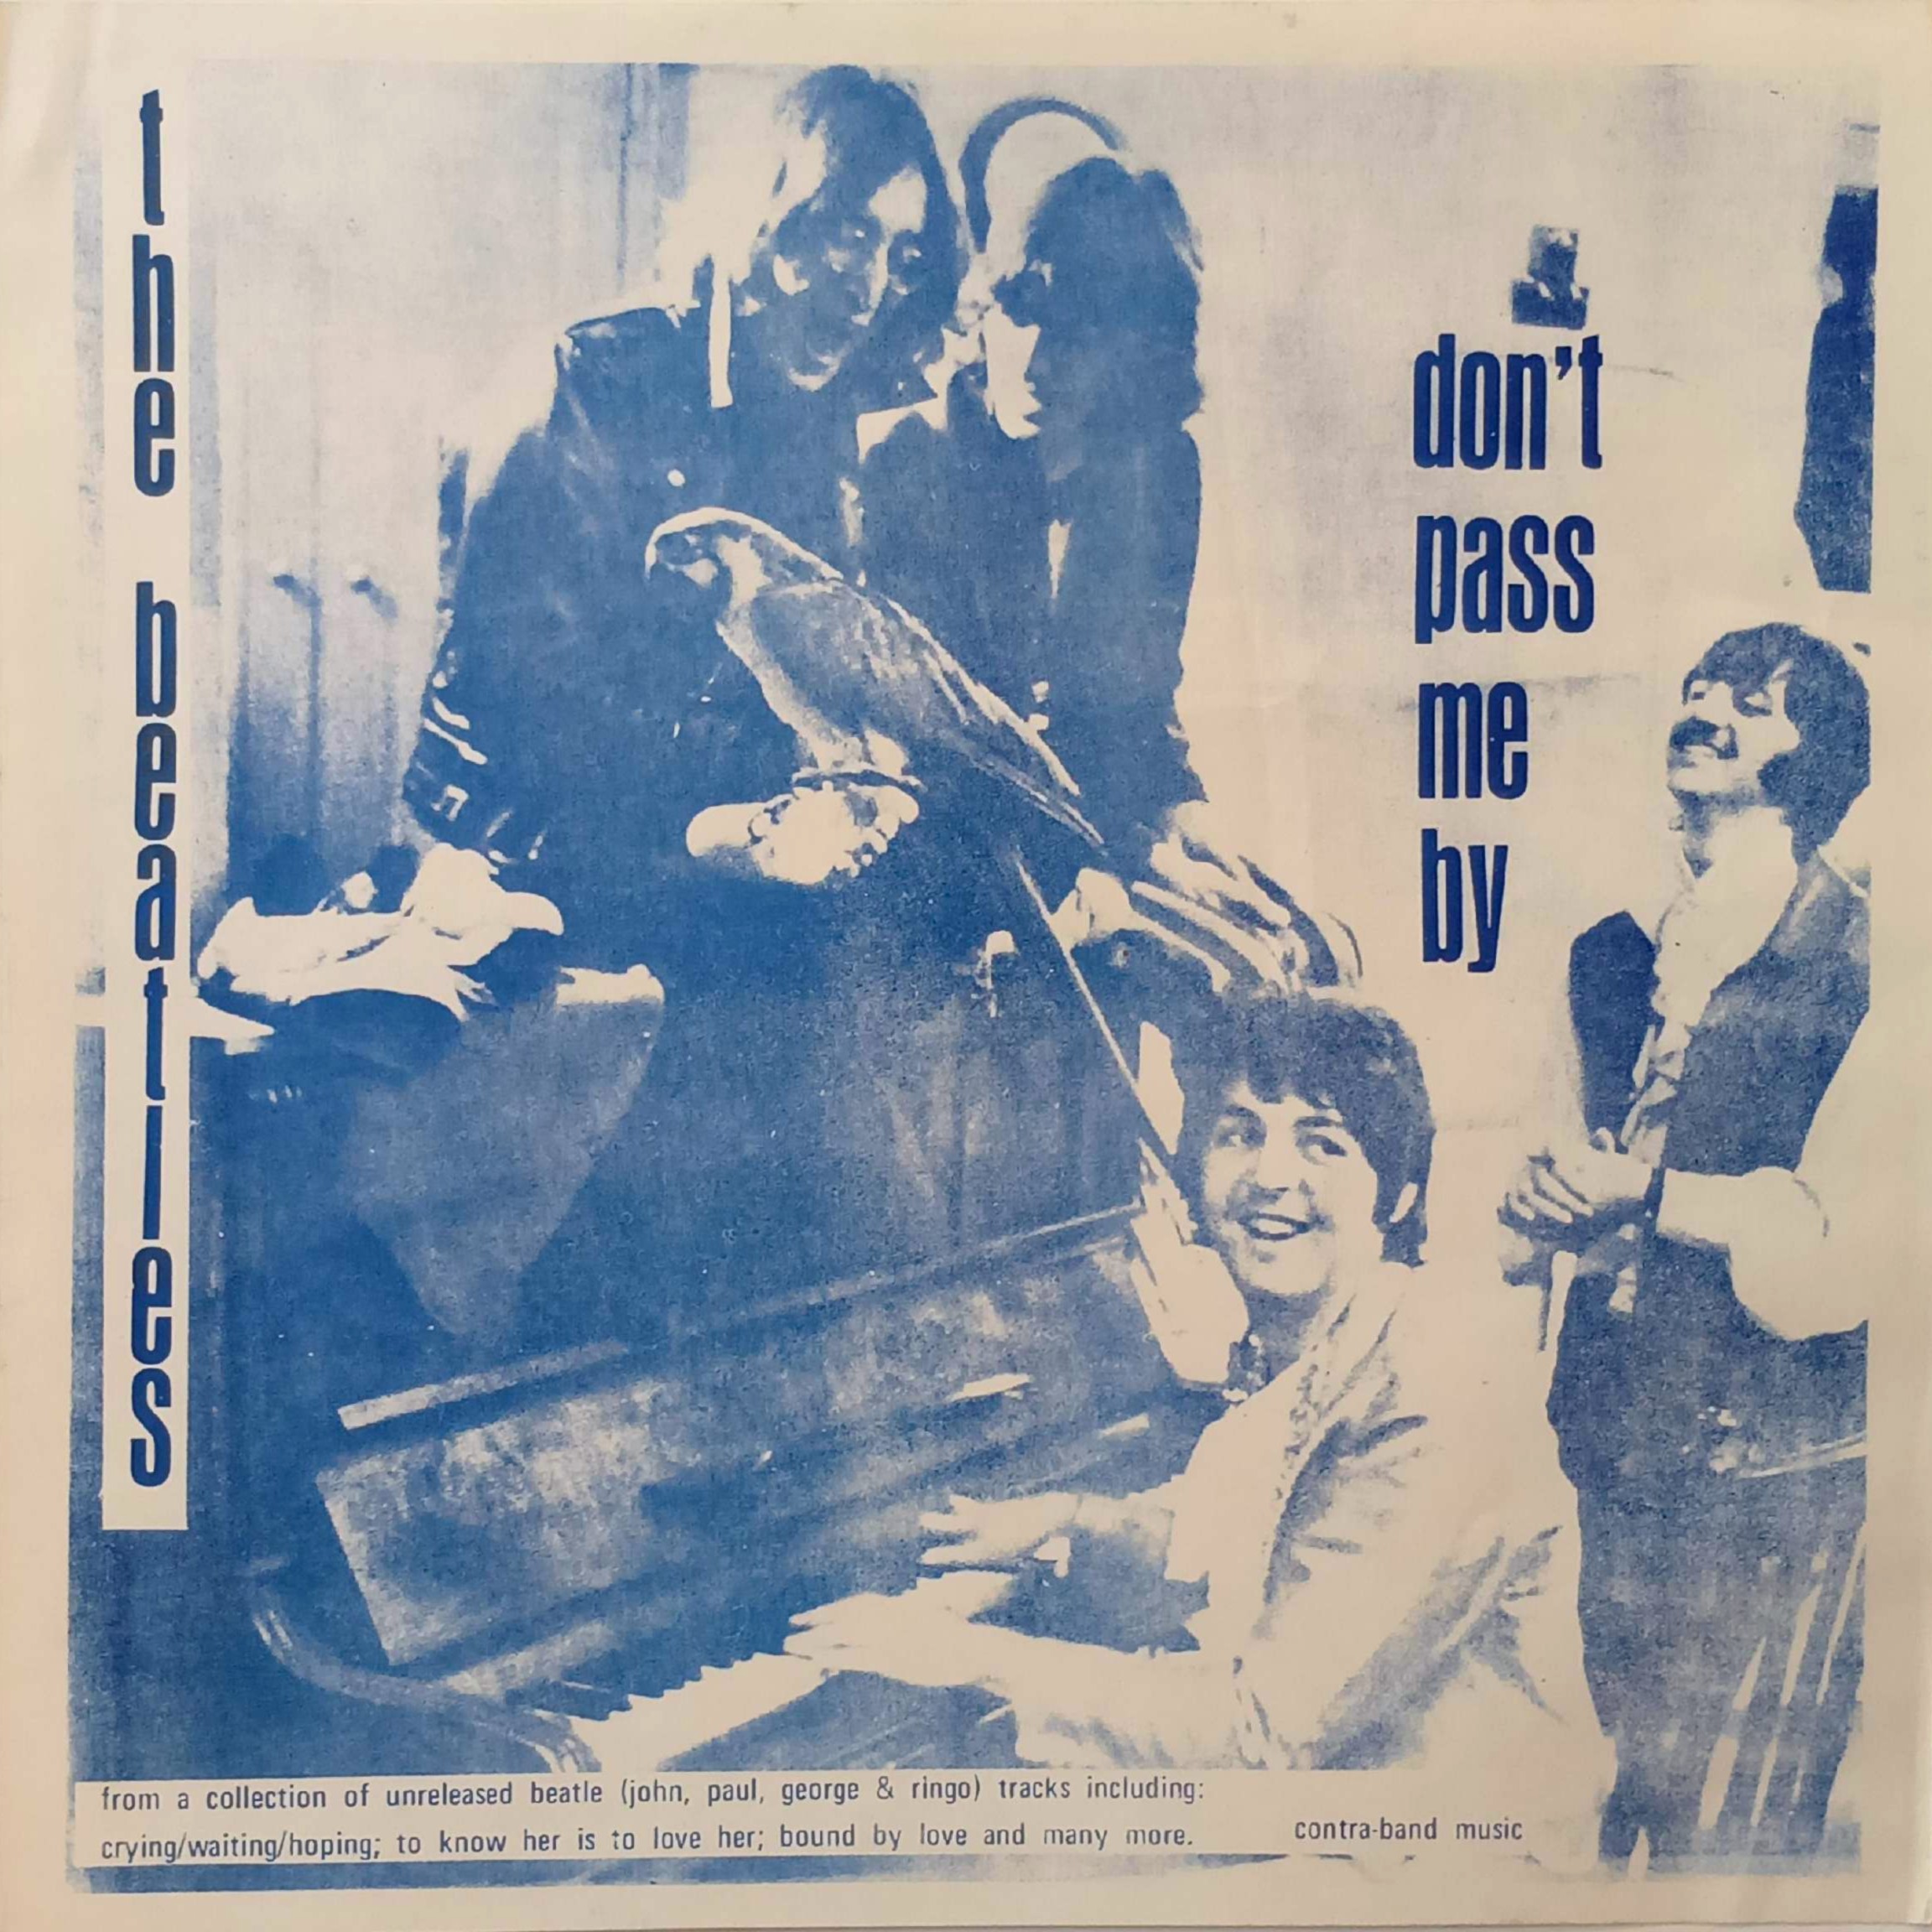 the beatles
don't
pass
me
by
from a collection of unreleased beatle (john, paul, george & ringo) tracks including:
crying/waiting/hoping; to know her is to love her; bound by love and many more.
contra-band music